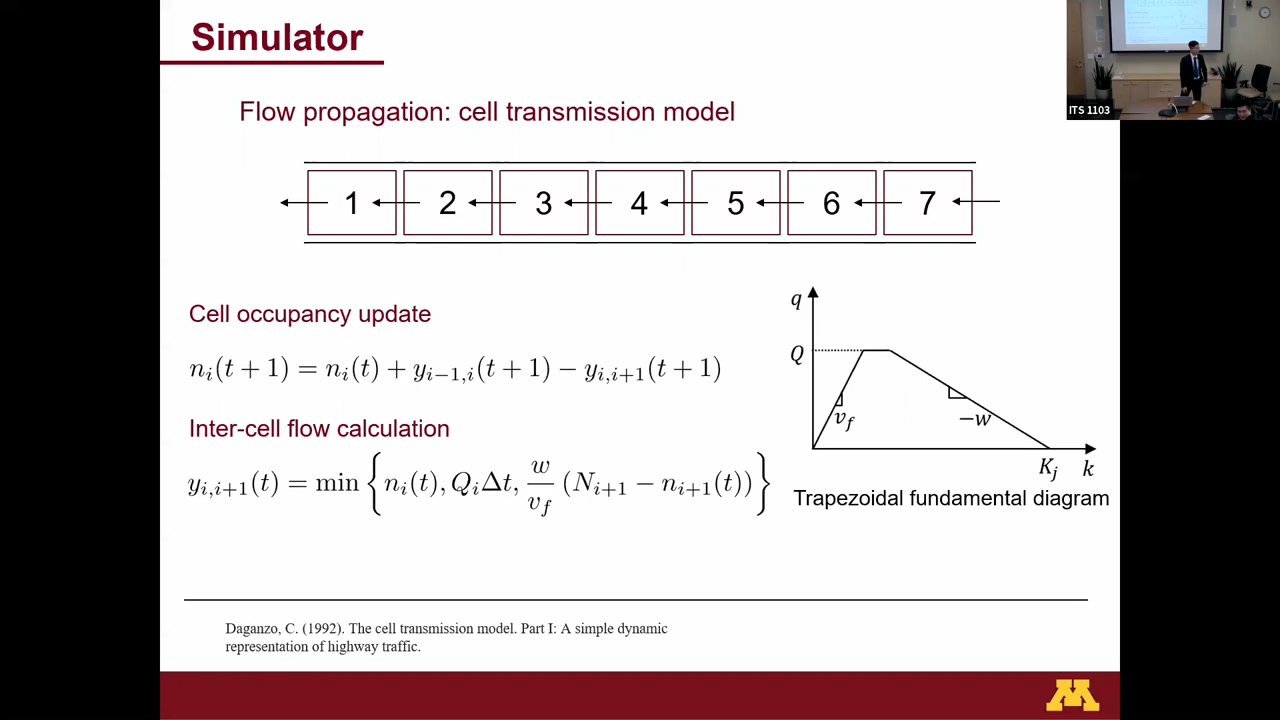 Simulator
ITS 1103
Flow propagation: cell transmission model
1 2 3 4 5 6 7
Cell occupancy update
n_i(t + 1) = n_i(t) + y_{i−1,i}(t + 1) − y_{i,i+1}(t + 1)
Inter-cell flow calculation
y_{i,i+1}(t) = min { n_i(t), Q_iΔt, w/v_f (N_{i+1} − n_{i+1}(t)) }
q
Q
v_f
−w
K_j k
Trapezoidal fundamental diagram
Daganzo, C. (1992). The cell transmission model. Part I: A simple dynamic
representation of highway traffic.
M